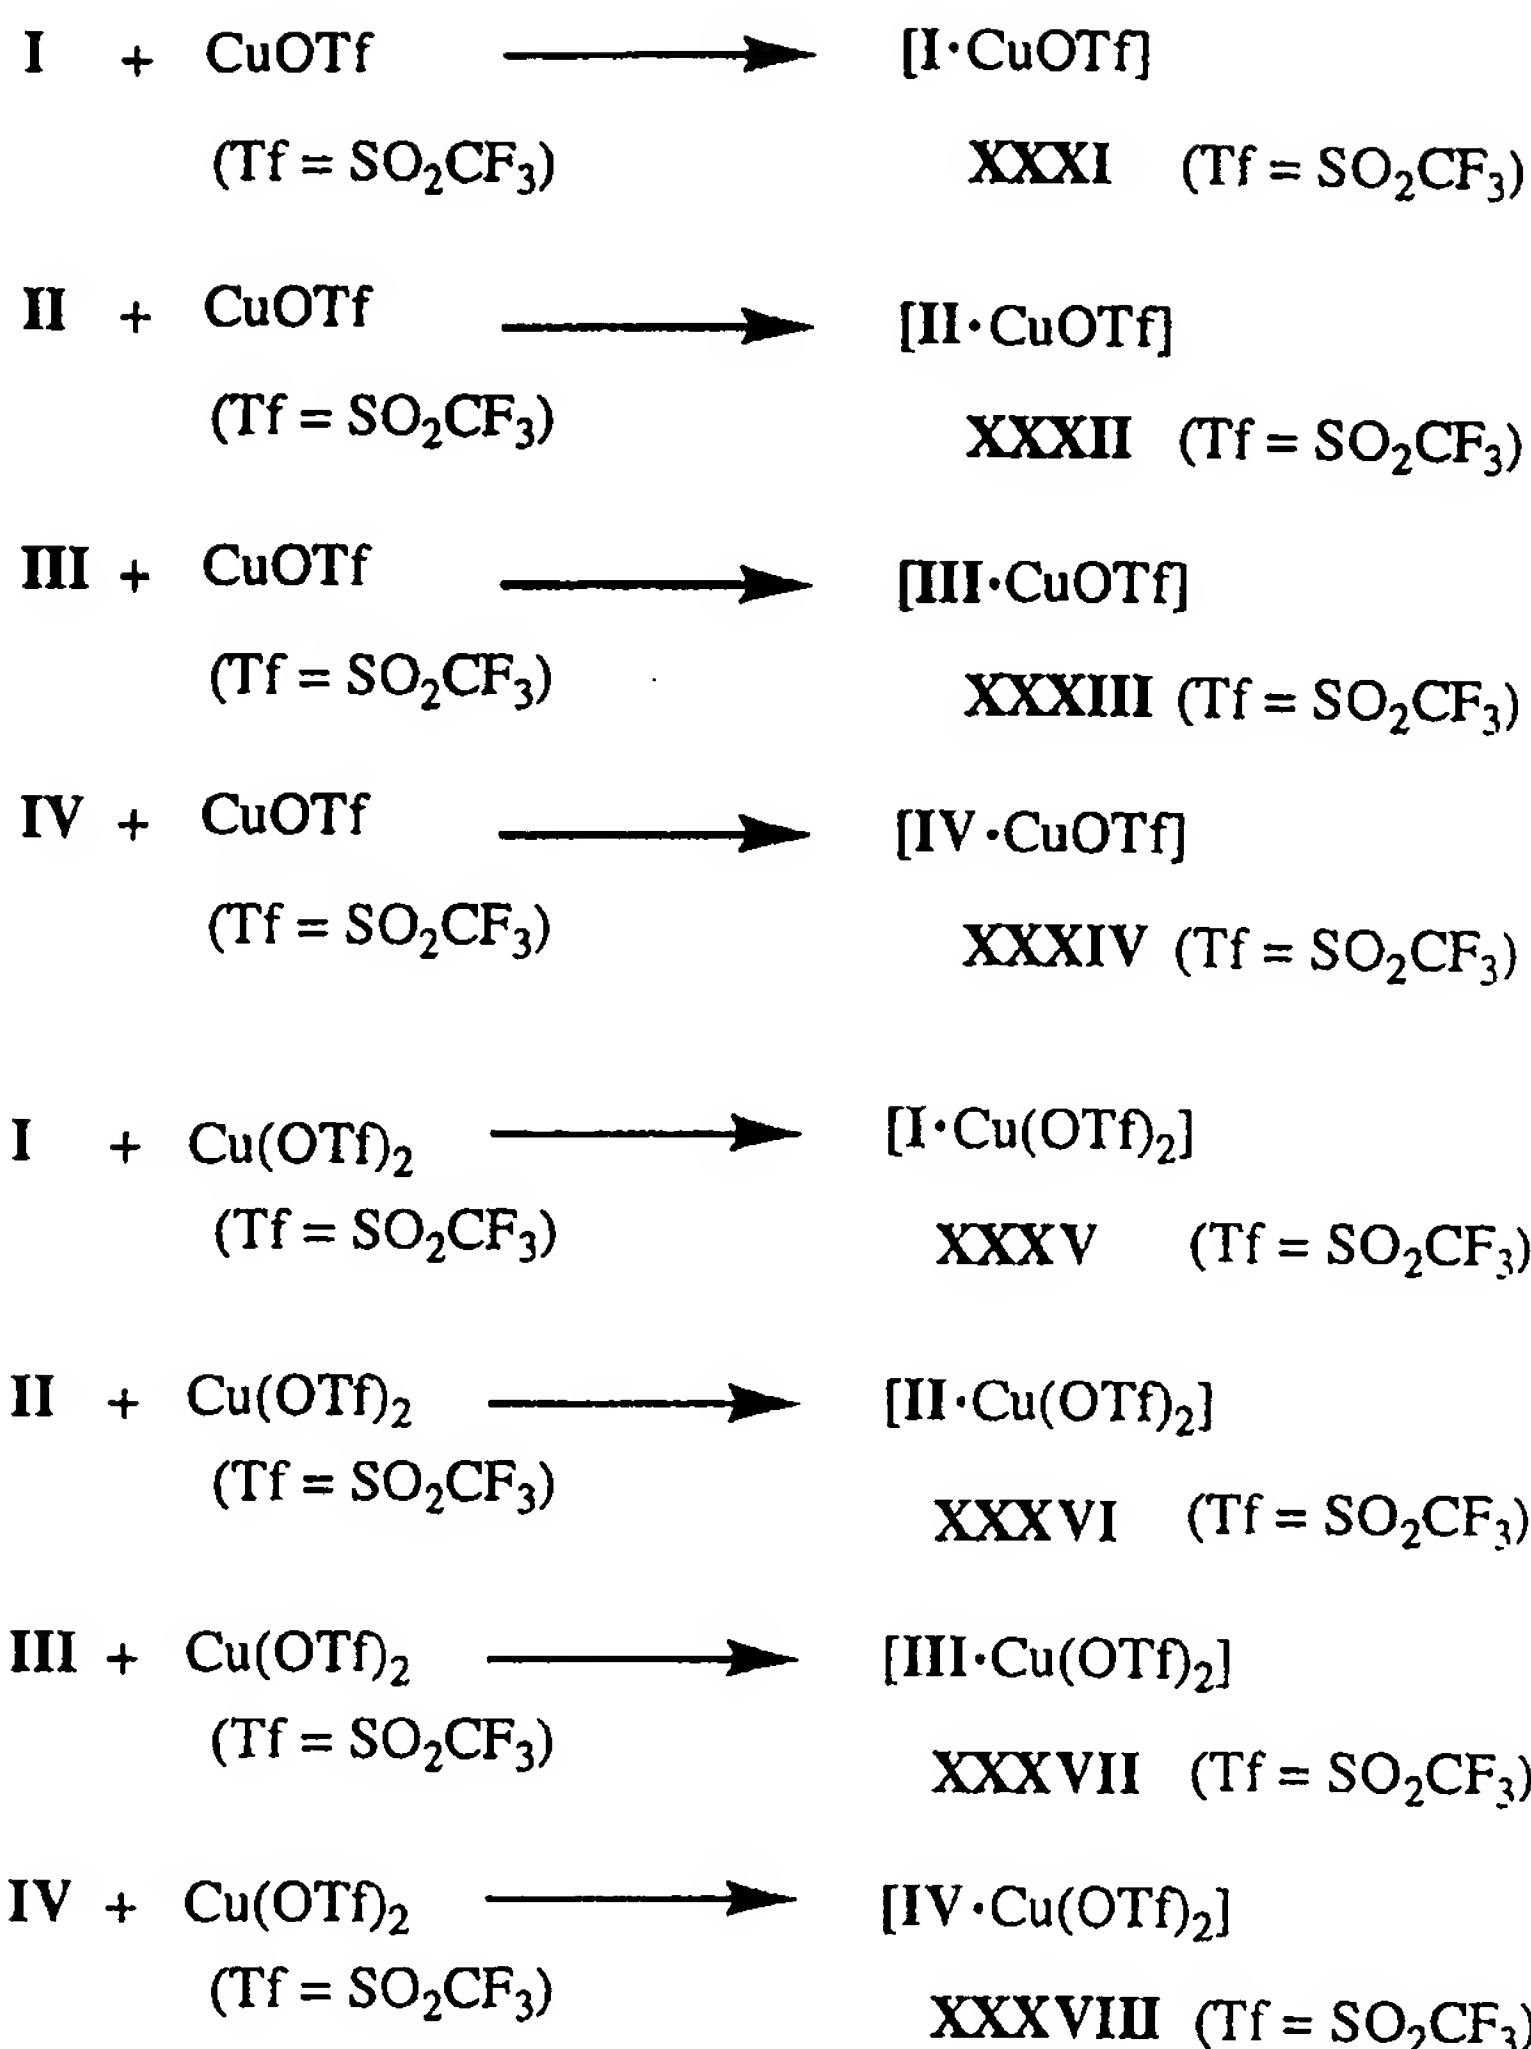 I + CuOTf [I·CuOTf]
(Tf = SO₂CF₃) XXXI (Tf = SO₂CF₃)
II + CuOTf [II·CuOTf]
(Tf = SO₂CF₃) XXXII (Tf = SO₂CF₃)
III + CuOTf [III·CuOTf]
(Tf = SO₂CF₃) XXXIII (Tf = SO₂CF₃)
IV + CuOTf [IV·CuOTf]
(Tf = SO₂CF₃) XXXIV (Tf = SO₂CF₃)
I + Cu(OTf)₂ [I·Cu(OTf)₂]
(Tf = SO₂CF₃) XXXV (Tf = SO₂CF₃)
II + Cu(OTf)₂ [II·Cu(OTf)₂]
(Tf = SO₂CF₃) XXXVI (Tf = SO₂CF₃)
III + Cu(OTf)₂ [III·Cu(OTf)₂]
(Tf = SO₂CF₃) XXXVII (Tf = SO₂CF₃)
IV + Cu(OTf)₂ [IV·Cu(OTf)₂]
(Tf = SO₂CF₃) XXXVIII (Tf = SO₂CF₃)